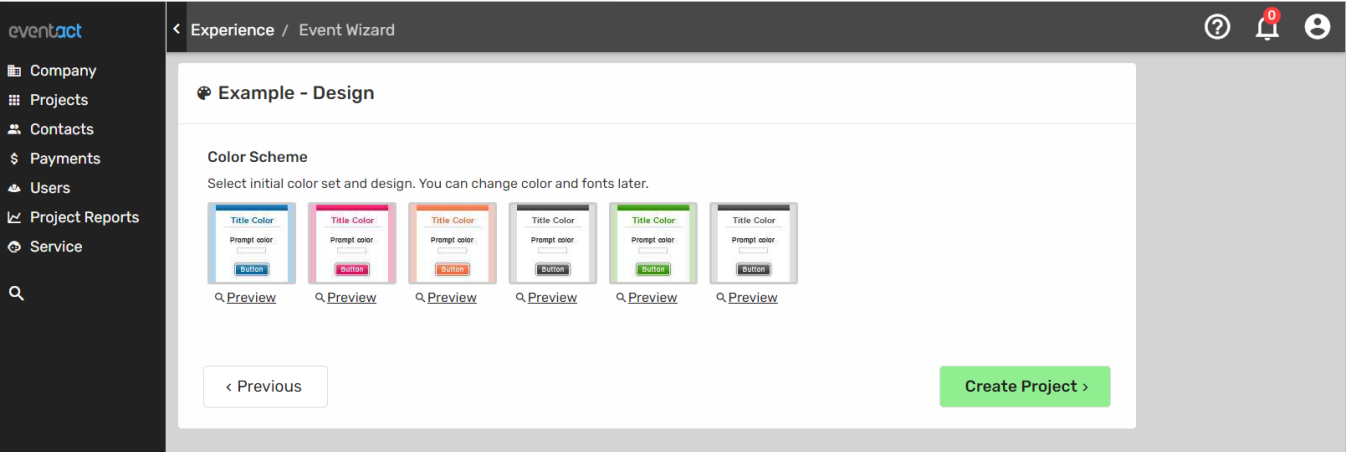 eventact
Experience / Event Wizard
0
Company
Projects
Contacts
$ Payments
Users
Project Reports
Service
Example - Design
Color Scheme
Select initial color set and design. You can change color and fonts later.
Title Color Title Color Title Color Title Color Title Color Title Color
Prompt color Prompt color Prompt color Prompt color Prompt color Prompt color
Button Button Button Button Button Button
Preview Preview Preview Preview Preview Preview
‹ Previous
Create Project ›